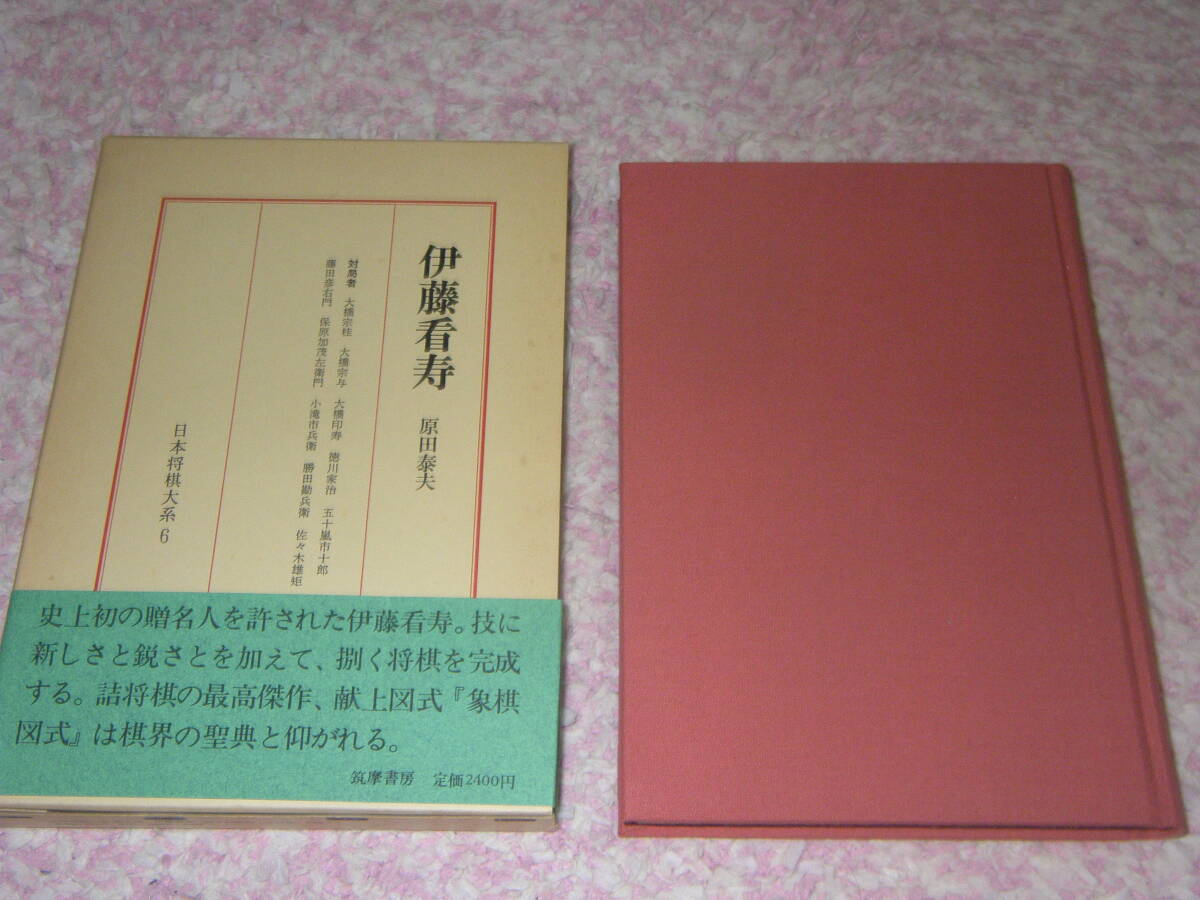 伊藤看寿 原田泰夫
対局者 大橋宗桂 大橋宗与 大橋印寿 徳川家治 五十嵐市十郎
藤田彦右門 保原加茂左衛門 小滝市兵衛 勝田勘兵衛 佐々木雄矩
日本将棋大系 6
史上初の贈名人を許された伊藤看寿。技に
新しさと鋭さとを加えて、捌く将棋を完成
する。詰将棋の最高傑作、献上図式『象棋
図式』は棋界の聖典と仰がれる。
筑摩書房 定価2400円